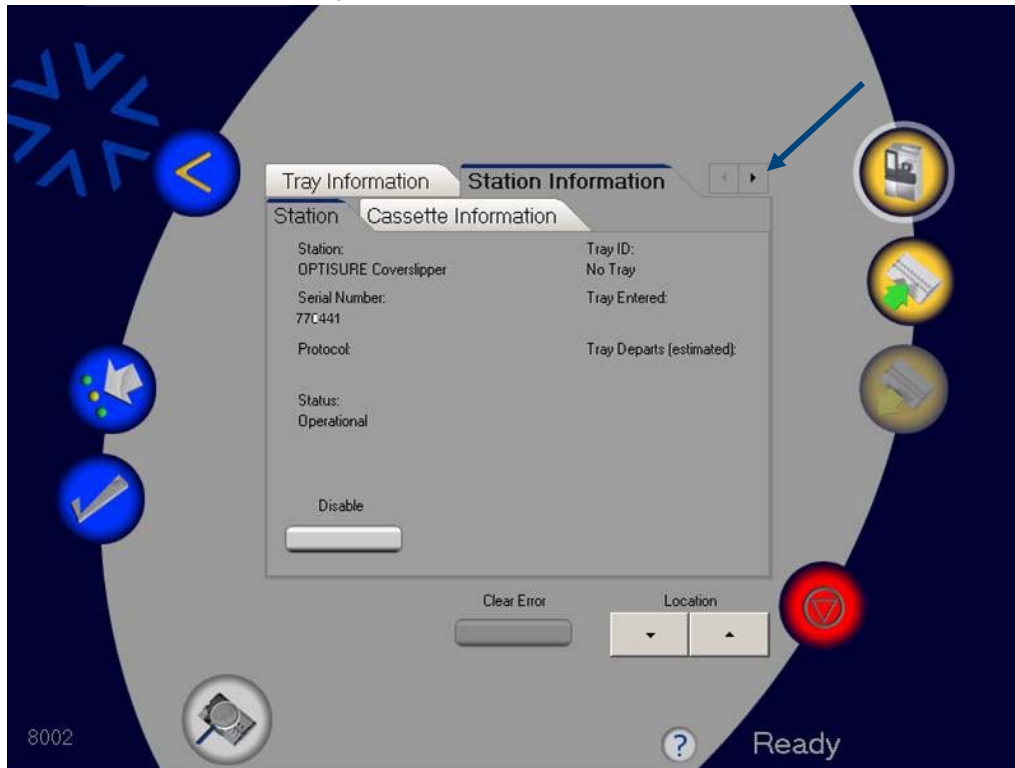 Tray Information
Station Information
Station
Cassette Information
Station:
OPTISURE Coverslipper
Tray ID:
No Tray
Serial Number:
770441
Tray Entered:
Protocol:
Tray Departs (estimated):
Status:
Operational
Disable
Clear Error
Location
8002
?
Ready